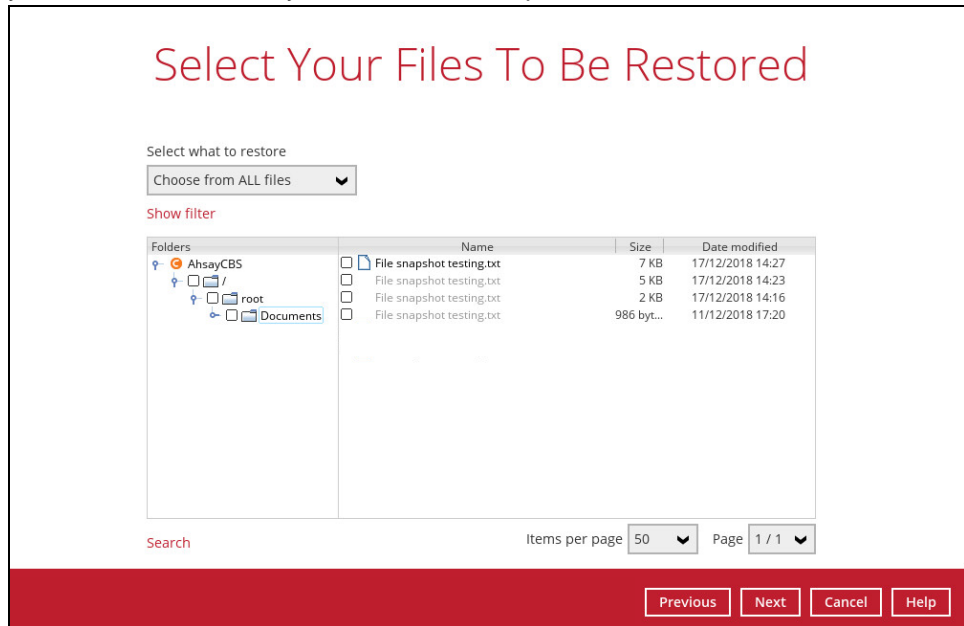 Select Your Files To Be Restored
Select what to restore
Choose from ALL files
Show filter
Folders Name Size Date modified
AhsayCBS File snapshot testing.txt 7 KB 17/12/2018 14:27
/ File snapshot testing.txt 5 KB 17/12/2018 14:23
root File snapshot testing.txt 2 KB 17/12/2018 14:16
Documents File snapshot testing.txt 986 byt... 11/12/2018 17:20
Search Items per page 50 Page 1 / 1
Previous Next Cancel Help